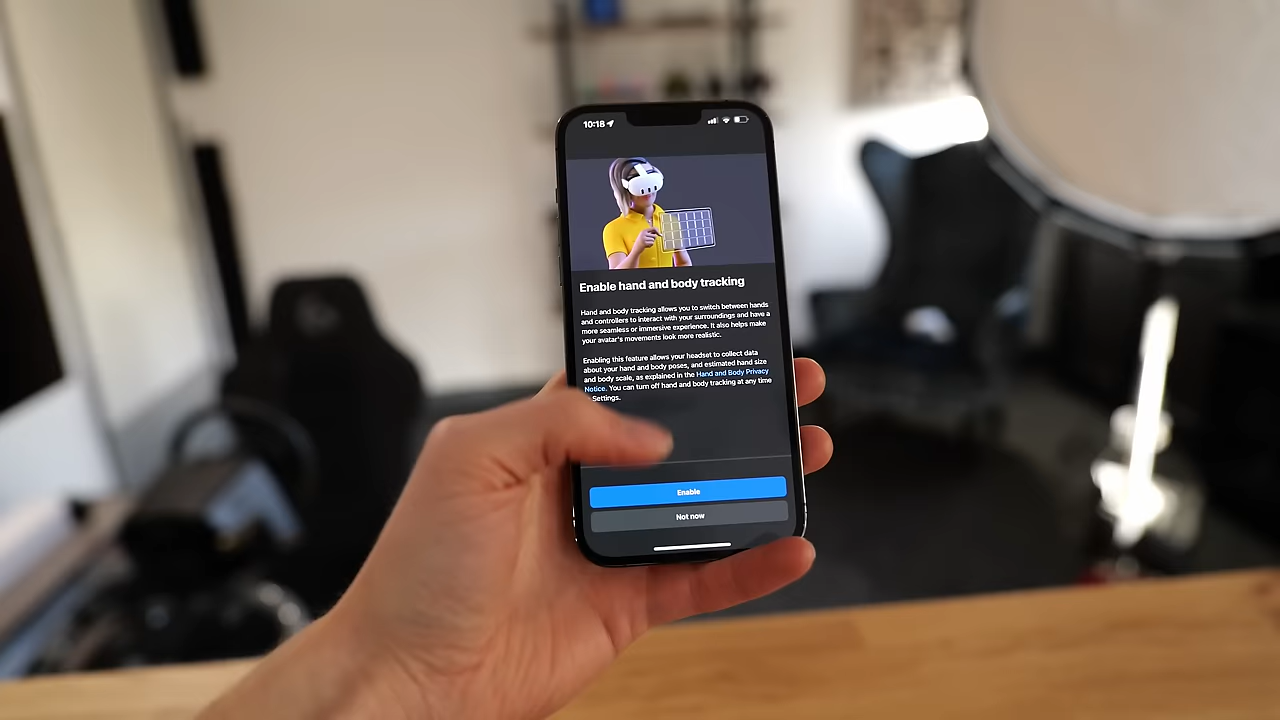 10:18
Enable hand and body tracking
Hand and body tracking allows you to switch between hands
and controllers to interact with your surroundings and have a
more seamless or immersive experience. It also helps make
your avatar's movements look more realistic.
Enabling this feature allows your headset to collect data
about your hand and body poses, and estimated hand size
and body scale, as explained in the Hand and Body Privacy
Notice. You can turn off hand and body tracking at any time
Settings.
Enable
Not now